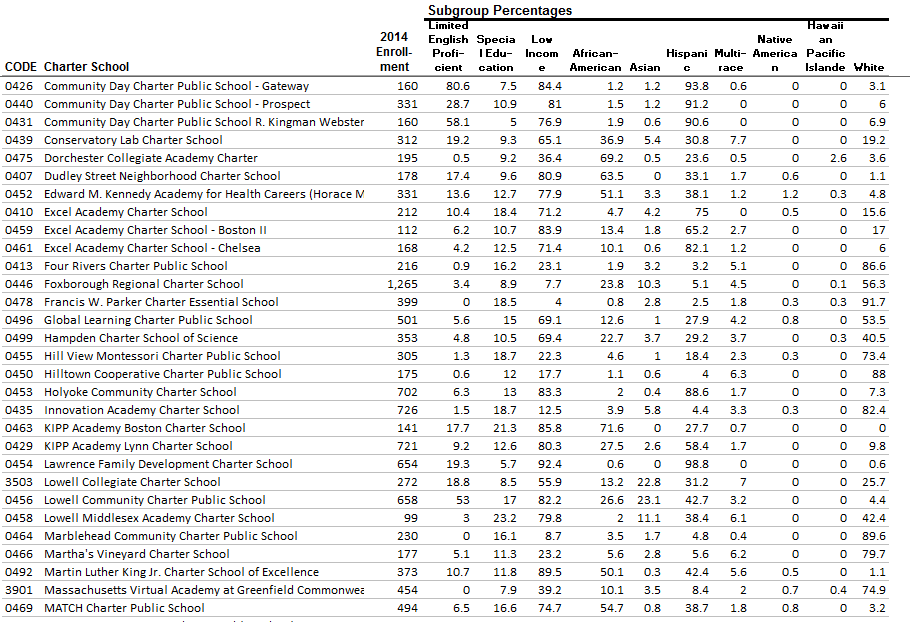 Subgroup Percentages
CODE Charter School 2014 Enroll-ment Limited English Profi-cient Specia l Edu-cation Low Incom e African-American Asian Hispani c Multi-race Native America n Hawaii an Pacific Islande White
0426 Community Day Charter Public School - Gateway 160 80.6 7.5 84.4 1.2 1.2 93.8 0.6 0 0 3.1
0440 Community Day Charter Public School - Prospect 331 28.7 10.9 81 1.5 1.2 91.2 0 0 0 6
0431 Community Day Charter Public School R. Kingman Webster 160 58.1 5 76.9 1.9 0.6 90.6 0 0 0 6.9
0439 Conservatory Lab Charter School 312 19.2 9.3 65.1 36.9 5.4 30.8 7.7 0 0 19.2
0475 Dorchester Collegiate Academy Charter 195 0.5 9.2 36.4 69.2 0.5 23.6 0.5 0 2.6 3.6
0407 Dudley Street Neighborhood Charter School 178 17.4 9.6 80.9 63.5 0 33.1 1.7 0.6 0 1.1
0452 Edward M. Kennedy Academy for Health Careers (Horace M 331 13.6 12.7 77.9 51.1 3.3 38.1 1.2 1.2 0.3 4.8
0410 Excel Academy Charter School 212 10.4 18.4 71.2 4.7 4.2 75 0 0.5 0 15.6
0459 Excel Academy Charter School - Boston II 112 6.2 10.7 83.9 13.4 1.8 65.2 2.7 0 0 17
0461 Excel Academy Charter School - Chelsea 168 4.2 12.5 71.4 10.1 0.6 82.1 1.2 0 0 6
0413 Four Rivers Charter Public School 216 0.9 16.2 23.1 1.9 3.2 3.2 5.1 0 0 86.6
0446 Foxborough Regional Charter School 1,265 3.4 8.9 7.7 23.8 10.3 5.1 4.5 0 0.1 56.3
0478 Francis W. Parker Charter Essential School 399 0 18.5 4 0.8 2.8 2.5 1.8 0.3 0.3 91.7
0496 Global Learning Charter Public School 501 5.6 15 69.1 12.6 1 27.9 4.2 0.8 0 53.5
0499 Hampden Charter School of Science 353 4.8 10.5 69.4 22.7 3.7 29.2 3.7 0 0.3 40.5
0455 Hill View Montessori Charter Public School 305 1.3 18.7 22.3 4.6 1 18.4 2.3 0.3 0 73.4
0450 Hilltown Cooperative Charter Public School 175 0.6 12 17.7 1.1 0.6 4 6.3 0 0 88
0453 Holyoke Community Charter School 702 6.3 13 83.3 2 0.4 88.6 1.7 0 0 7.3
0435 Innovation Academy Charter School 726 1.5 18.7 12.5 3.9 5.8 4.4 3.3 0.3 0 82.4
0463 KIPP Academy Boston Charter School 141 17.7 21.3 85.8 71.6 0 27.7 0.7 0 0 0
0429 KIPP Academy Lynn Charter School 721 9.2 12.6 80.3 27.5 2.6 58.4 1.7 0 0 9.8
0454 Lawrence Family Development Charter School 654 19.3 5.7 92.4 0.6 0 98.8 0 0 0 0.6
3503 Lowell Collegiate Charter School 272 18.8 8.5 55.9 13.2 22.8 31.2 7 0 0 25.7
0456 Lowell Community Charter Public School 658 53 17 82.2 26.6 23.1 42.7 3.2 0 0 4.4
0458 Lowell Middlesex Academy Charter School 99 3 23.2 79.8 2 11.1 38.4 6.1 0 0 42.4
0464 Marblehead Community Charter Public School 230 0 16.1 8.7 3.5 1.7 4.8 0.4 0 0 89.6
0466 Martha's Vineyard Charter School 177 5.1 11.3 23.2 5.6 2.8 5.6 6.2 0 0 79.7
0492 Martin Luther King Jr. Charter School of Excellence 373 10.7 11.8 89.5 50.1 0.3 42.4 5.6 0.5 0 1.1
3901 Massachusetts Virtual Academy at Greenfield Commonwea 454 0 7.9 39.2 10.1 3.5 8.4 2 0.7 0.4 74.9
0469 MATCH Charter Public School 494 6.5 16.6 74.7 54.7 0.8 38.7 1.8 0.8 0 3.2